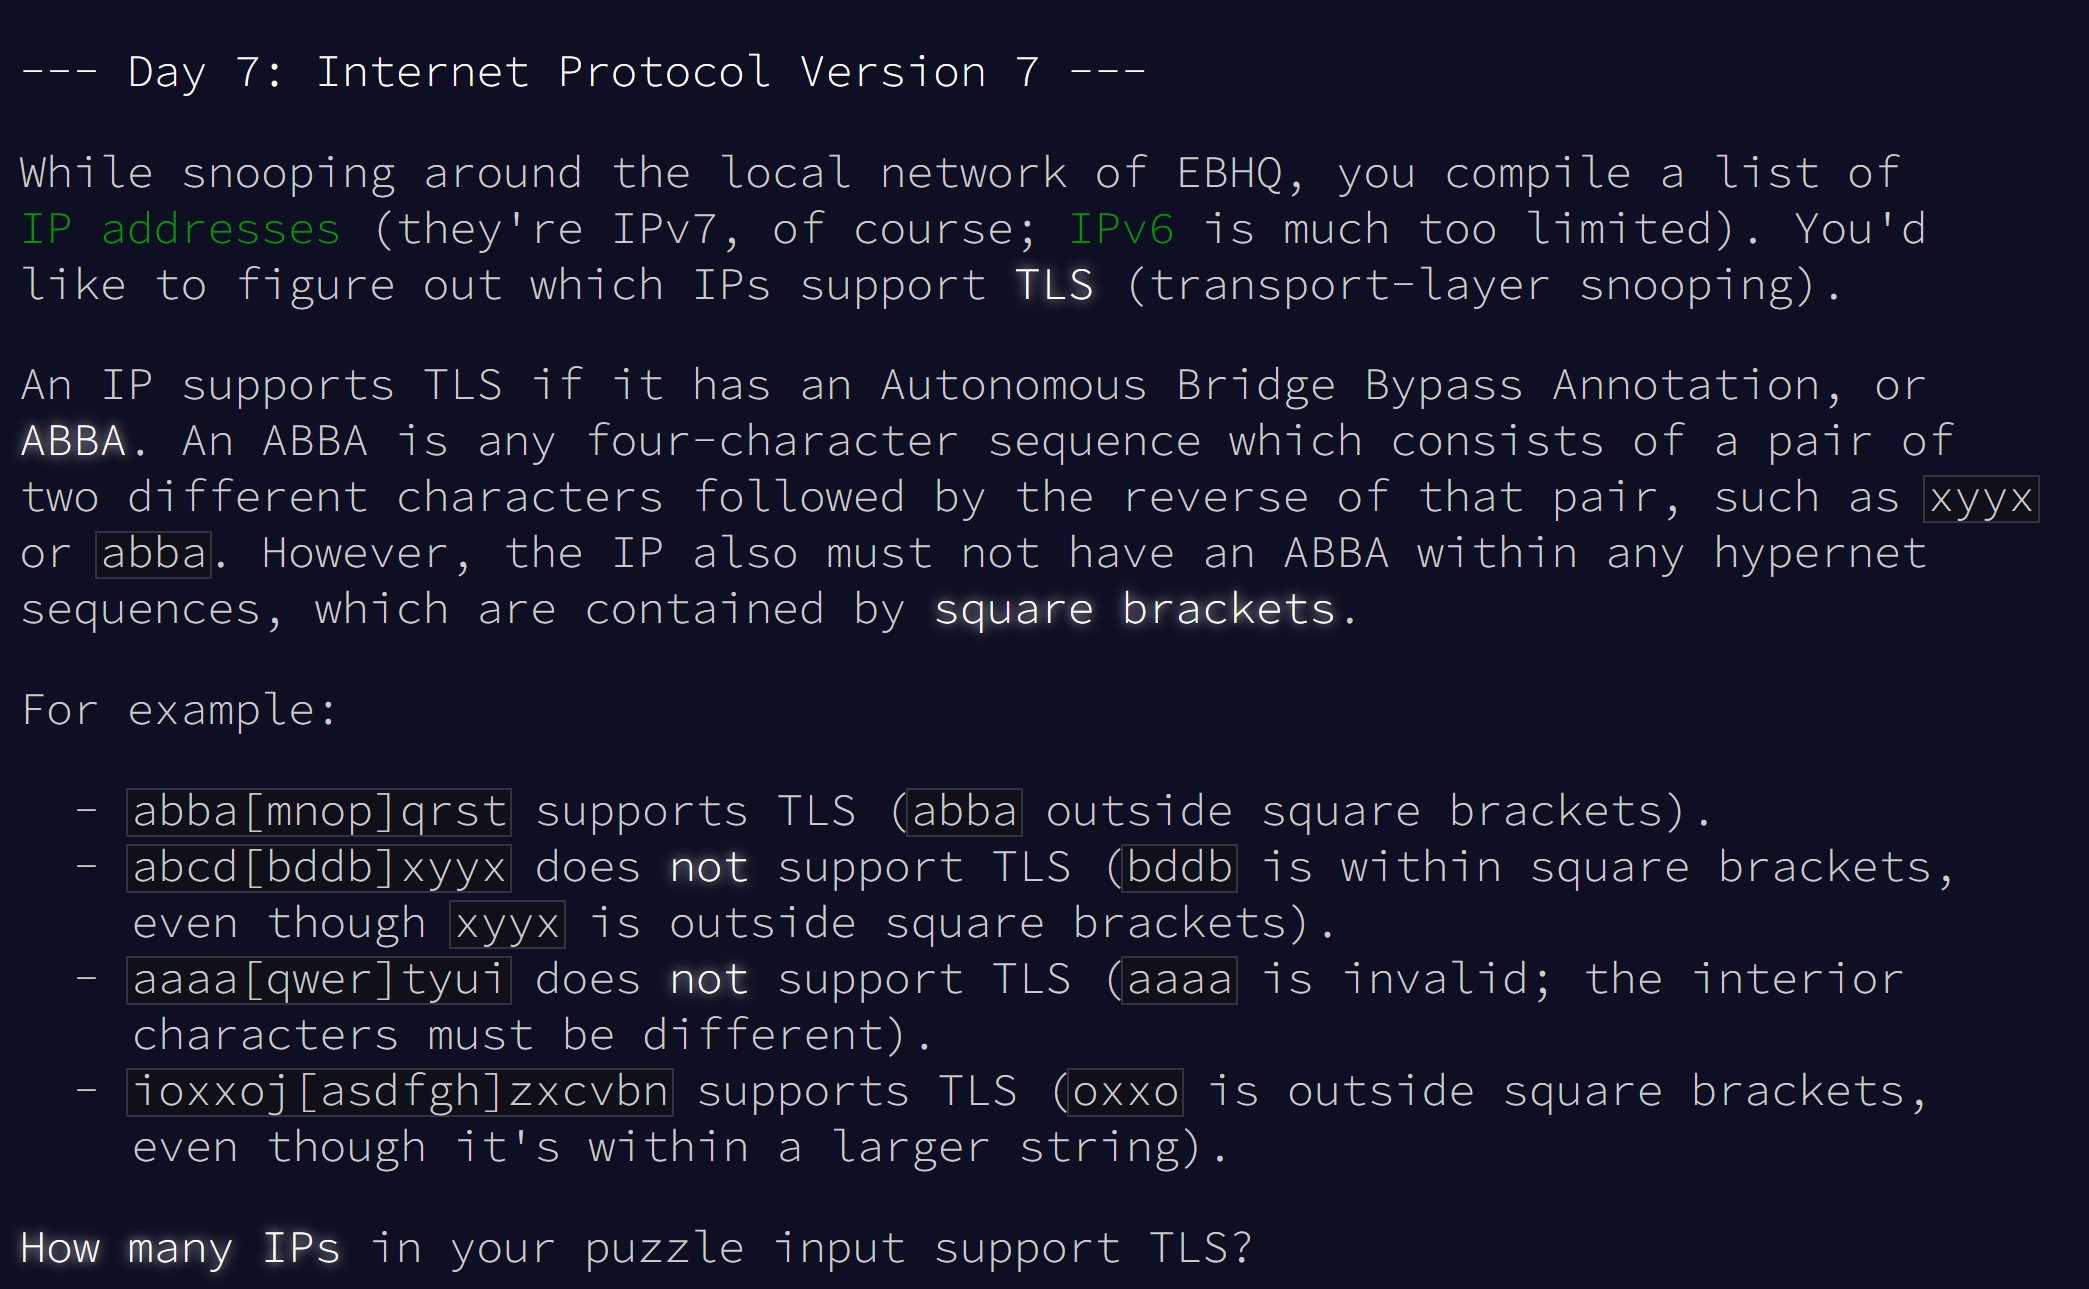 --- Day 7: Internet Protocol Version 7 ---
While snooping around the local network of EBHQ, you compile a list of
IP addresses (they're IPv7, of course; IPv6 is much too limited). You'd
like to figure out which IPs support TLS (transport-layer snooping).
An IP supports TLS if it has an Autonomous Bridge Bypass Annotation, or
ABBA. An ABBA is any four-character sequence which consists of a pair of
two different characters followed by the reverse of that pair, such as xyyx
or abba. However, the IP also must not have an ABBA within any hypernet
sequences, which are contained by square brackets.
For example:
- abba[mnop]qrst supports TLS (abba outside square brackets).
- abcd[bddb]xyyx does not support TLS (bddb is within square brackets,
even though xyyx is outside square brackets).
- aaaa[qwer]tyui does not support TLS (aaaa is invalid; the interior
characters must be different).
- ioxxoj[asdfgh]zxcvbn supports TLS (oxxo is outside square brackets,
even though it's within a larger string).
How many IPs in your puzzle input support TLS?